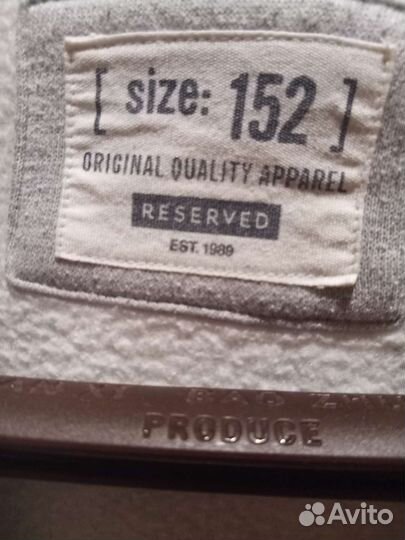 [ size: 152 ]
ORIGINAL QUALITY APPAREL
RESERVED
EST. 1989
PRODUCE
Avito